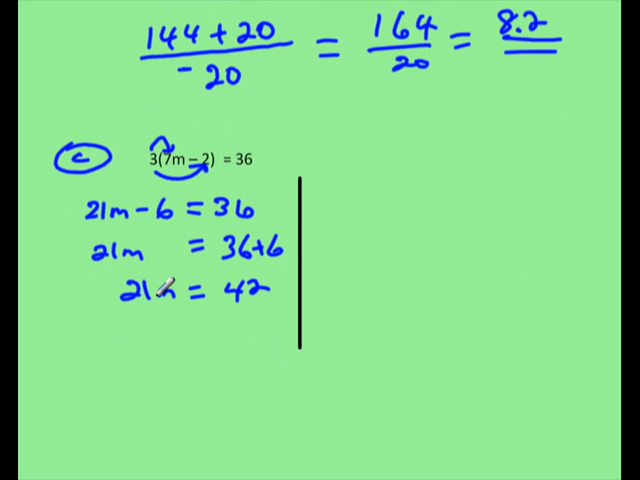 144 + 20 / - 20 = 164 / 20 = 8.2
c 3(7m – 2) = 36
21m - 6 = 36
21m = 36+6
21m = 42